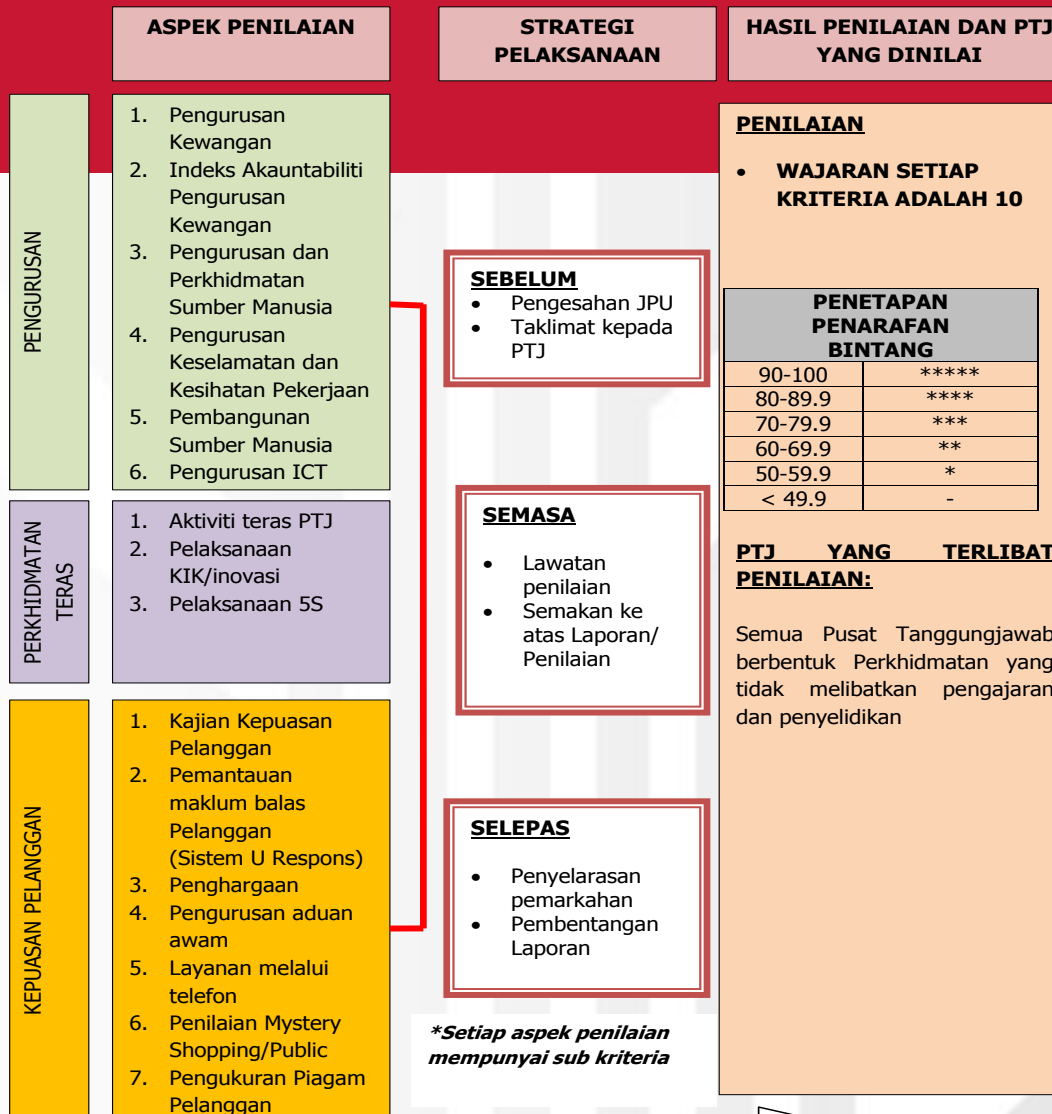 ASPEK PENILAIAN
STRATEGI
PELAKSANAAN
HASIL PENILAIAN DAN PTJ
YANG DINILAI
PENGURUSAN
1. Pengurusan
Kewangan
2. Indeks Akauntabiliti
Pengurusan
Kewangan
3. Pengurusan dan
Perkhidmatan
Sumber Manusia
4. Pengurusan
Keselamatan dan
Kesihatan Pekerjaan
5. Pembangunan
Sumber Manusia
6. Pengurusan ICT
PERKHIDMATAN
TERAS
1. Aktiviti teras PTJ
2. Pelaksanaan
KIK/inovasi
3. Pelaksanaan 5S
KEPUASAN PELANGGAN
1. Kajian Kepuasan
Pelanggan
2. Pemantauan
maklum balas
Pelanggan
(Sistem U Respons)
3. Penghargaan
4. Pengurusan aduan
awam
5. Layanan melalui
telefon
6. Penilaian Mystery
Shopping/Public
7. Pengukuran Piagam
Pelanggan
SEBELUM
• Pengesahan JPU
• Taklimat kepada
PTJ
SEMASA
• Lawatan
penilaian
• Semakan ke
atas Laporan/
Penilaian
SELEPAS
• Penyelarasan
pemarkahan
• Pembentangan
Laporan
*Setiap aspek penilaian
mempunyai sub kriteria
PENILAIAN
• WAJARAN SETIAP
KRITERIA ADALAH 10
PENETAPAN
PENARAFAN
BINTANG
90-100 *****
80-89.9 ****
70-79.9 ***
60-69.9 **
50-59.9 *
< 49.9 -
PTJ YANG TERLIBAT
PENILAIAN:
Semua Pusat Tanggungjawab
berbentuk Perkhidmatan yang
tidak melibatkan pengajaran
dan penyelidikan